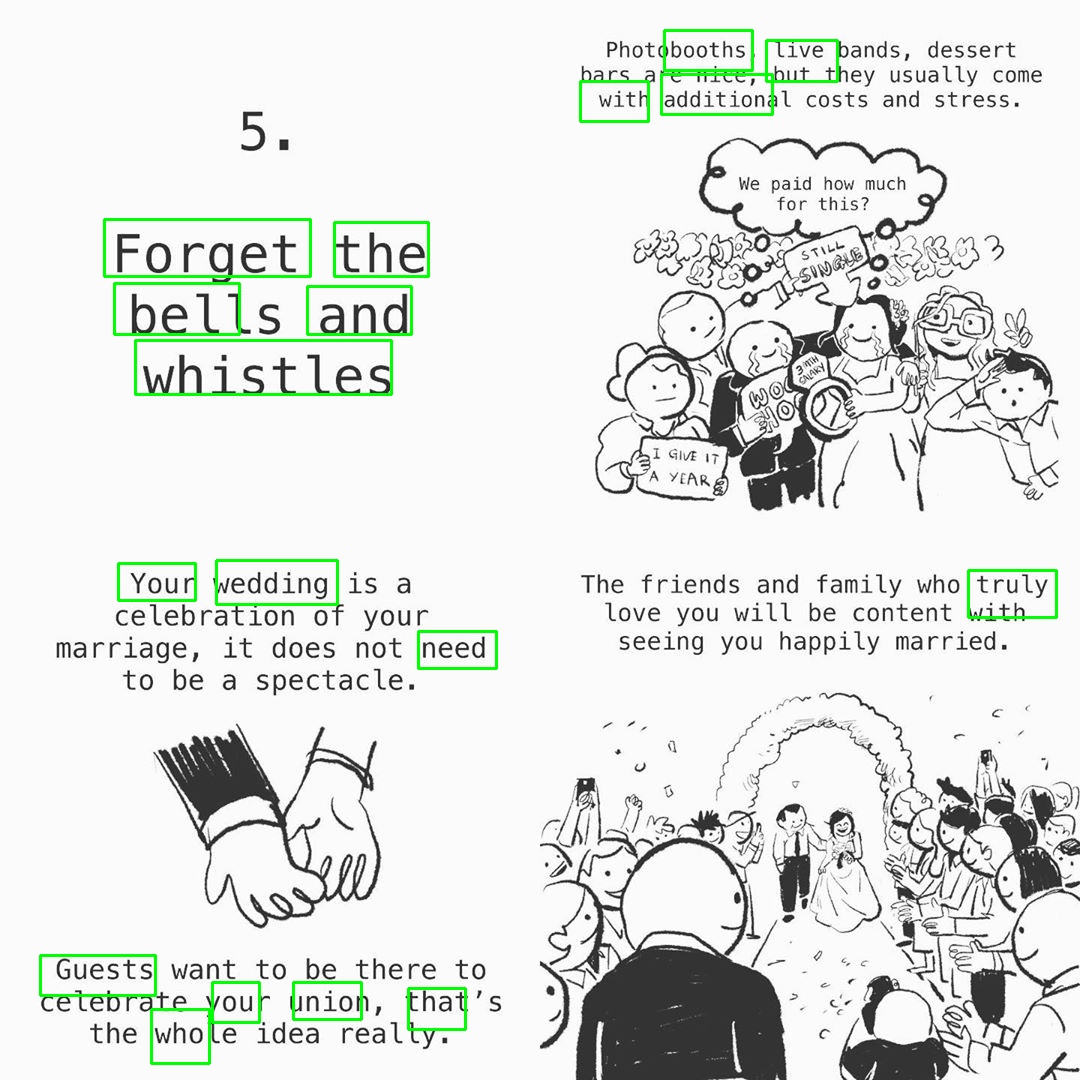 5.
Forget the
bells and
whistles
Photobooths, live bands, dessert
bars are nice, but they usually come
with additional costs and stress.
We paid how much
for this?
STILL
SINGLE
WOO
HOO
I GIVE IT
A YEAR
Your wedding is a
celebration of your
marriage, it does not need
to be a spectacle.
Guests want to be there to
celebrate your union, that's
the whole idea really.
The friends and family who truly
love you will be content with
seeing you happily married.